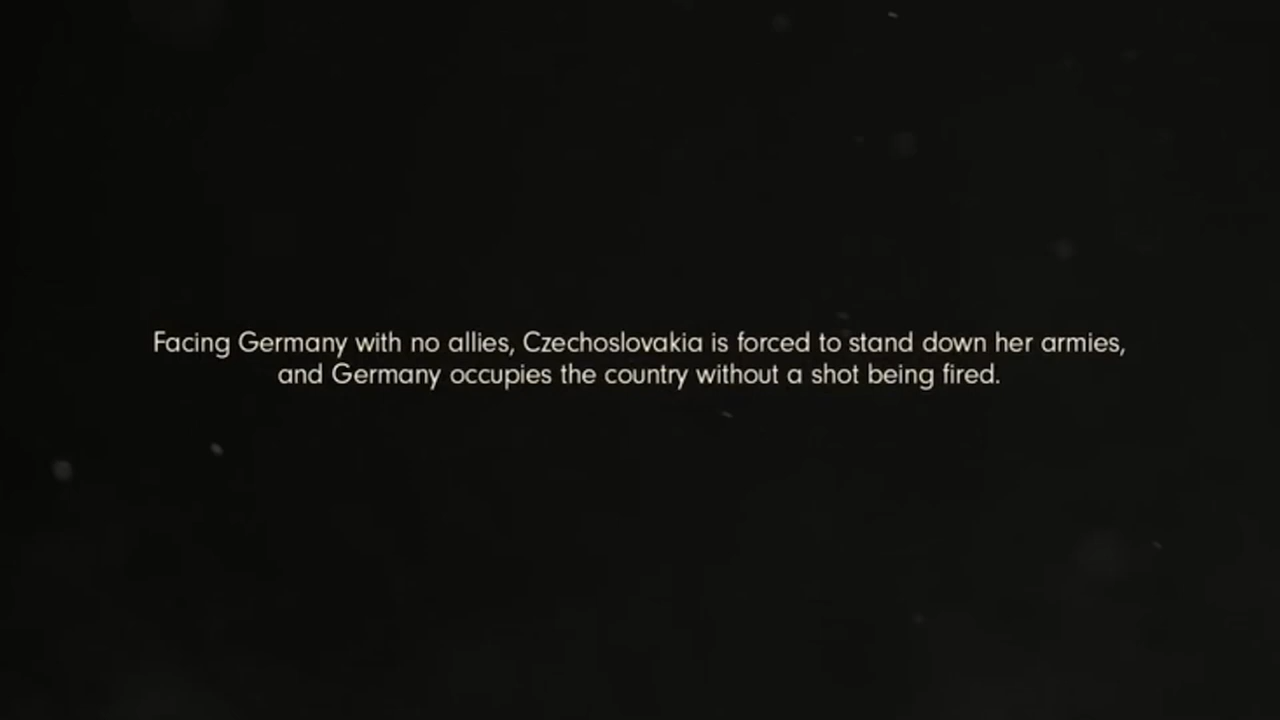 Facing Germany with no allies, Czechoslovakia is forced to stand down her armies,
and Germany occupies the country without a shot being fired.